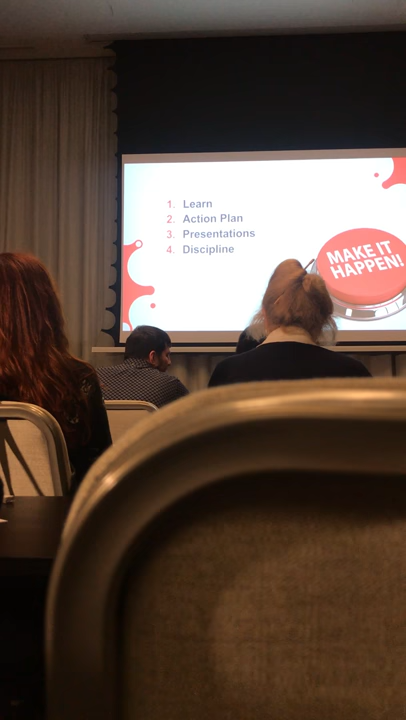 1. Learn
2. Action Plan
3. Presentations
4. Discipline
MAKE IT
HAPPEN!